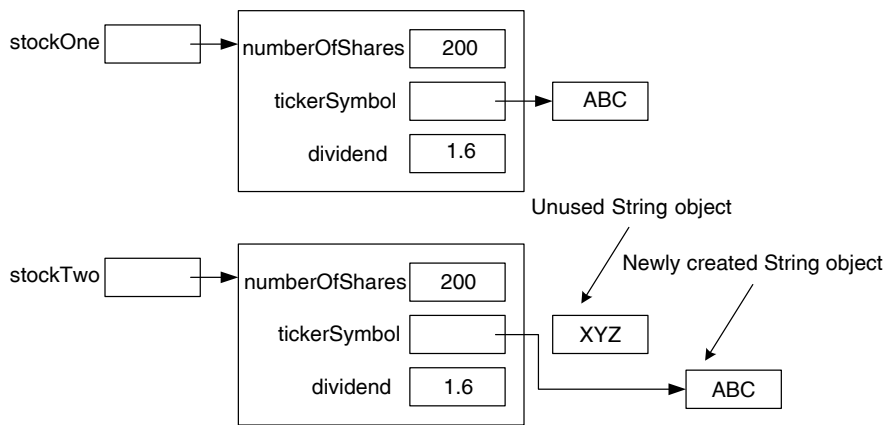 stockOne
numberOfShares 200
tickerSymbol ABC
dividend 1.6
Unused String object
stockTwo
numberOfShares 200
Newly created String object
tickerSymbol XYZ
dividend 1.6 ABC